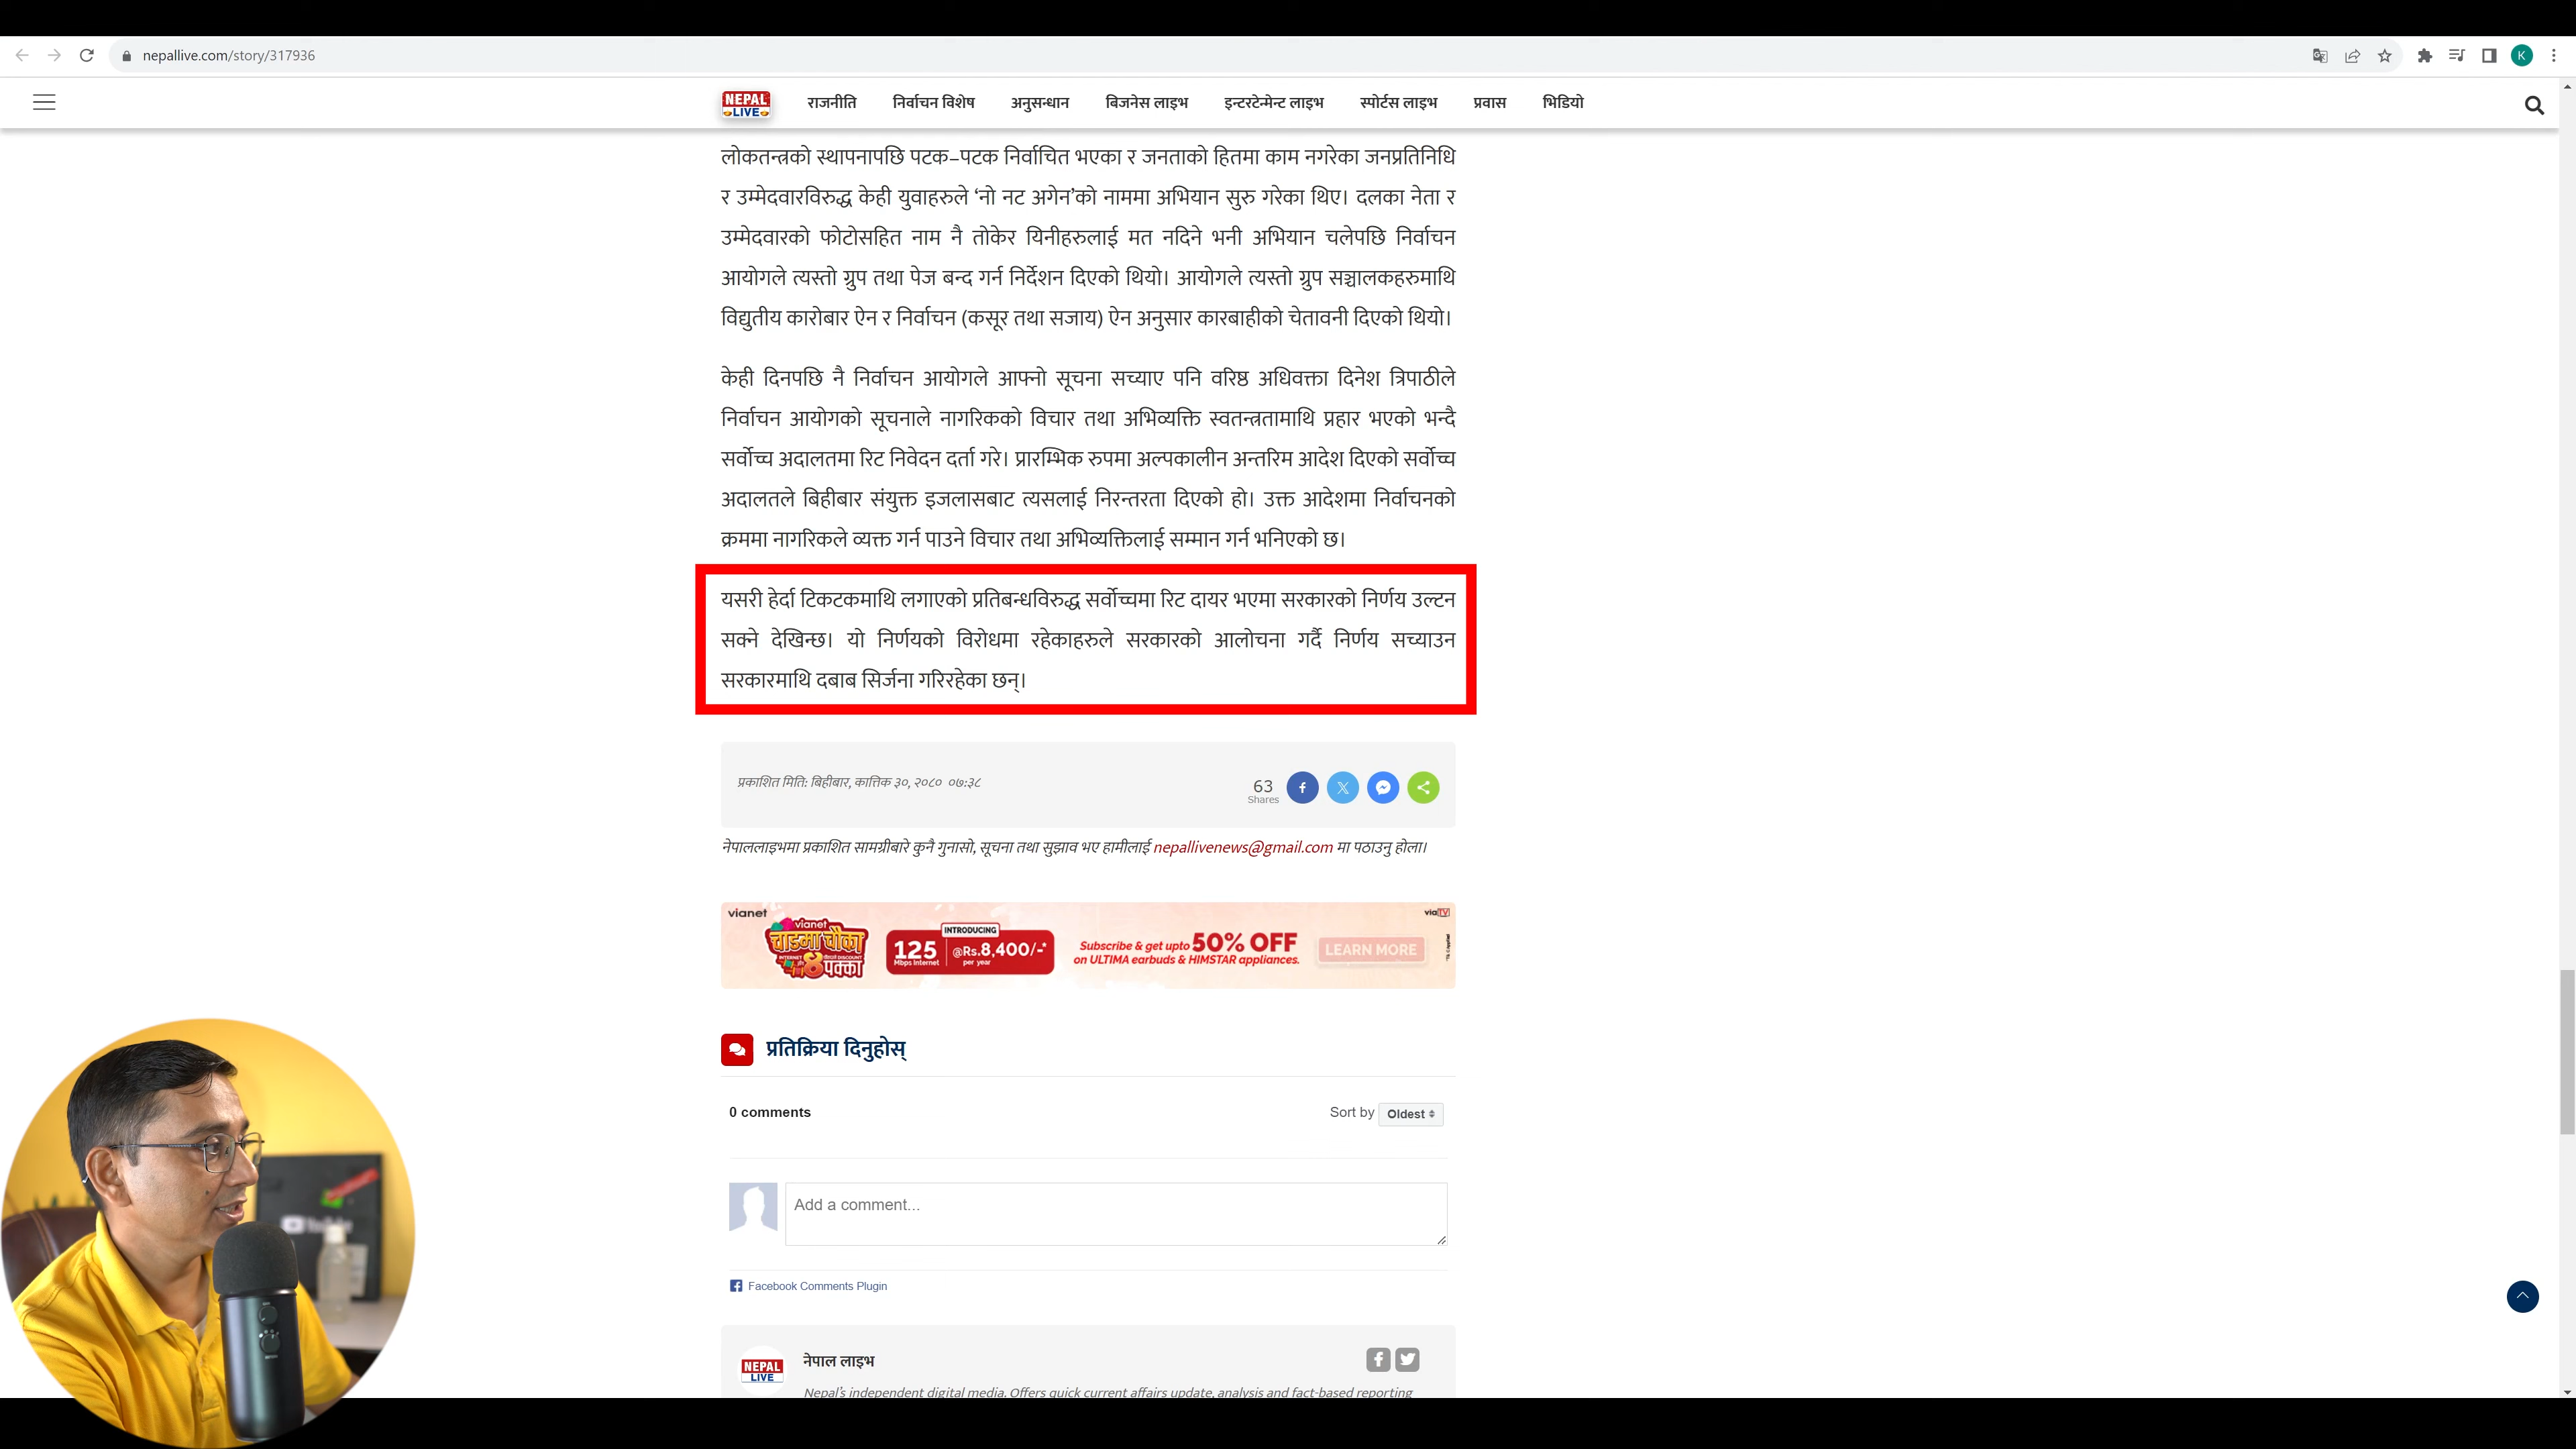 nepallive.com/story/317936
K
NEPAL
LIVE
राजनीति
निर्वाचन विशेष
अनुसन्धान
बिजनेस लाइभ
इन्टरटेन्मेन्ट लाइभ
स्पोर्टस लाइभ
प्रवास
भिडियो
लोकतन्त्रको स्थापनापछि पटक–पटक निर्वाचित भएका र जनताको हितमा काम नगरेका जनप्रतिनिधि
र उम्मेदवारविरुद्ध केही युवाहरुले ‘नो नट अगेन’को नाममा अभियान सुरु गरेका थिए। दलका नेता र
उम्मेदवारको फोटोसहित नाम नै तोकेर यिनीहरुलाई मत नदिने भनी अभियान चलेपछि निर्वाचन
आयोगले त्यस्तो ग्रुप तथा पेज बन्द गर्न निर्देशन दिएको थियो। आयोगले त्यस्तो ग्रुप सञ्चालकहरुमाथि
विद्युतीय कारोबार ऐन र निर्वाचन (कसूर तथा सजाय) ऐन अनुसार कारबाहीको चेतावनी दिएको थियो।
केही दिनपछि नै निर्वाचन आयोगले आफ्नो सूचना सच्याए पनि वरिष्ठ अधिवक्ता दिनेश त्रिपाठीले
निर्वाचन आयोगको सूचनाले नागरिकको विचार तथा अभिव्यक्ति स्वतन्त्रतामाथि प्रहार भएको भन्दै
सर्वोच्च अदालतमा रिट निवेदन दर्ता गरे। प्रारम्भिक रुपमा अल्पकालीन अन्तरिम आदेश दिएको सर्वोच्च
अदालतले बिहीबार संयुक्त इजलासबाट त्यसलाई निरन्तरता दिएको हो। उक्त आदेशमा निर्वाचनको
क्रममा नागरिकले व्यक्त गर्न पाउने विचार तथा अभिव्यक्तिलाई सम्मान गर्न भनिएको छ।
यसरी हेर्दा टिकटकमाथि लगाएको प्रतिबन्धविरुद्ध सर्वोच्चमा रिट दायर भएमा सरकारको निर्णय उल्टन
सक्ने देखिन्छ। यो निर्णयको विरोधमा रहेकाहरुले सरकारको आलोचना गर्दै निर्णय सच्याउन
सरकारमाथि दबाब सिर्जना गरिरहेका छन्।
प्रकाशित मिति: बिहीबार, कात्तिक ३०, २०८० ०७:३८
63
Shares
नेपाललाइभमा प्रकाशित सामग्रीबारे कुनै गुनासो, सूचना तथा सुझाव भए हामीलाई nepallivenews@gmail.com मा पठाउनु होला।
vianet
viaTV
vianet
चाडमा चौका
8 पक्का
INTRODUCING
125 Mbps Internet
@Rs.8,400/-*
per year
Subscribe & get upto 50% OFF
on ULTIMA earbuds & HIMSTAR appliances.
LEARN MORE
प्रतिक्रिया दिनुहोस्
0 comments
Sort by Oldest
Add a comment...
Facebook Comments Plugin
NEPAL
LIVE
नेपाल लाइभ
Nepal's independent digital media. Offers quick current affairs update, analysis and fact-based reporting